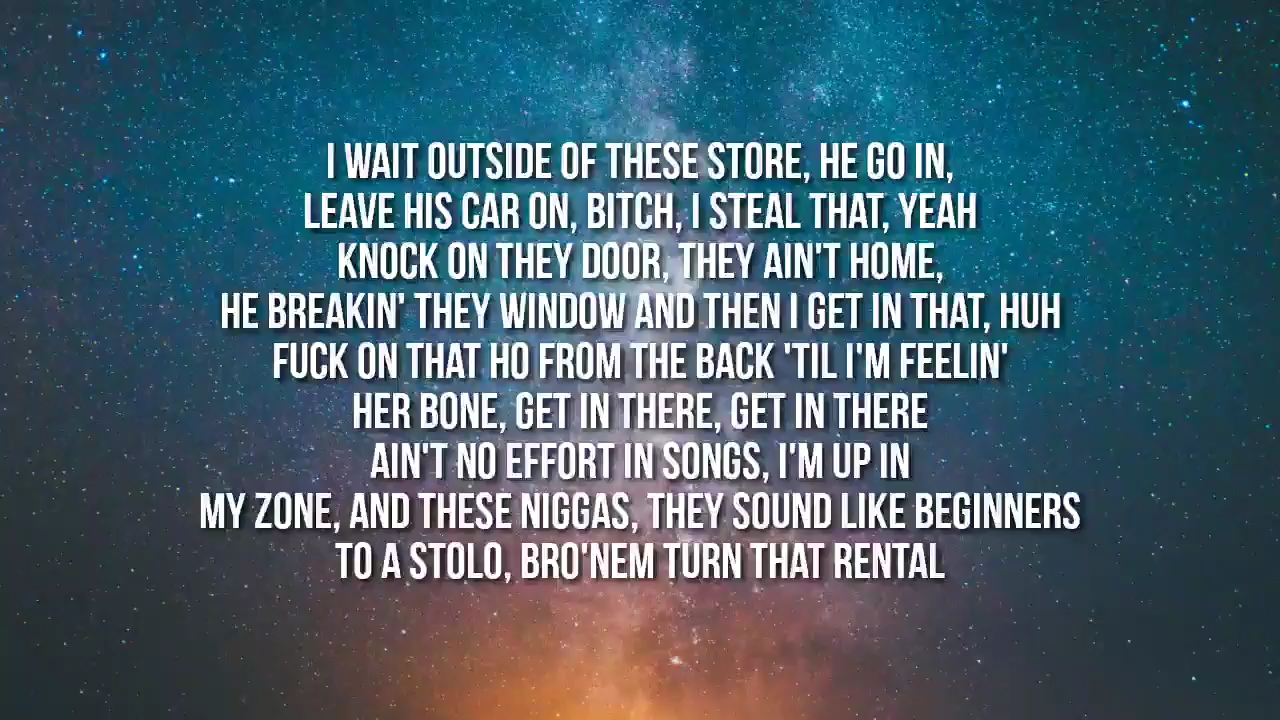 I WAIT OUTSIDE OF THESE STORE, HE GO IN,
LEAVE HIS CAR ON, BITCH, I STEAL THAT, YEAH
KNOCK ON THEY DOOR, THEY AIN'T HOME,
HE BREAKIN' THEY WINDOW AND THEN I GET IN THAT, HUH
FUCK ON THAT HO FROM THE BACK 'TIL I'M FEELIN'
HER BONE, GET IN THERE, GET IN THERE
AIN'T NO EFFORT IN SONGS, I'M UP IN
MY ZONE, AND THESE NIGGAS, THEY SOUND LIKE BEGINNERS
TO A STOLO, BRO'NEM TURN THAT RENTAL